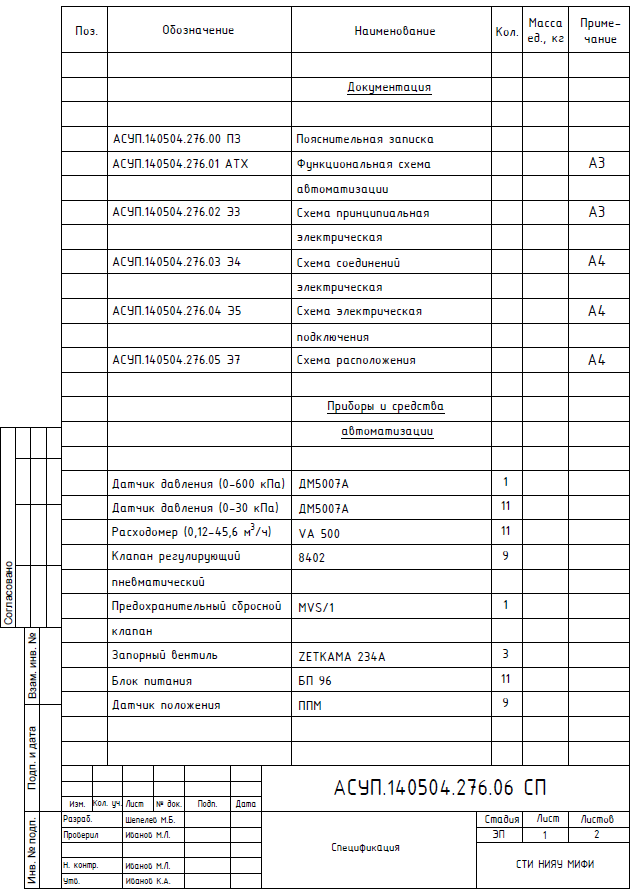 Поз. Обозначение Наименование Кол. Масса ед., кг Приме-чание
Документация
АСУП.140504.276.00 ПЗ Пояснительная записка
АСУП.140504.276.01 АТХ Функциональная схема А3
автоматизации
АСУП.140504.276.02 Э3 Схема принципиальная А3
электрическая
АСУП.140504.276.03 Э4 Схема соединений А4
электрическая
АСУП.140504.276.04 Э5 Схема электрическая А4
подключения
АСУП.140504.276.05 Э7 Схема расположения А4
Приборы и средства
автоматизации
Датчик давления (0-600 кПа) ДМ5007А 1
Датчик давления (0-30 кПа) ДМ5007А 11
Расходомер (0,12-45,6 м³/ч) VA 500 11
Клапан регулирующий 8402 9
пневматический
Предохранительный сбросной MVS/1 1
клапан
Запорный вентиль ZETKAMA 234A 3
Блок питания БП 96 11
Датчик положения ППМ 9
Согласовано
Взам. инв. №
Подп. и дата
Инв. № подп.
АСУП.140504.276.06 СП
Изм. Кол. уч. Лист № док. Подп. Дата
Разраб. Шепелев М.Б.
Проверил Иванов М.Л.
Н. контр. Иванов М.Л.
Утв. Иванов К.А.
Спецификация
Стадия Лист Листов
ЭП 1 2
СТИ НИЯУ МИФИ